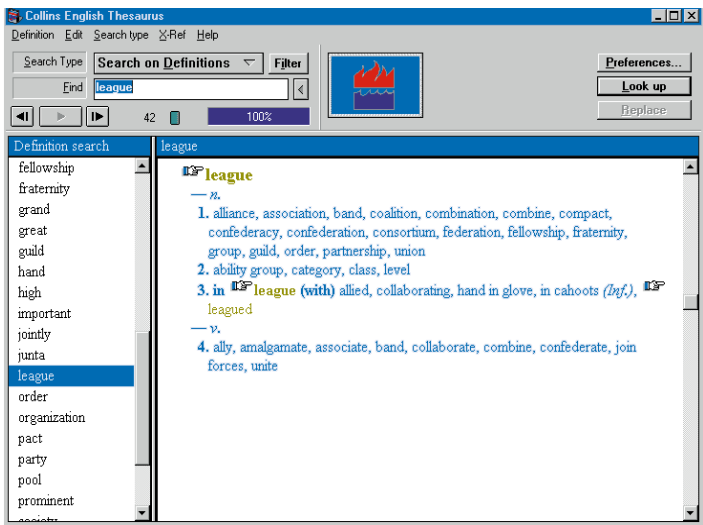 Collins English Thesaurus
Definition Edit Search type X-Ref Help
Search Type Search on Definitions Filter
Find league
42 100%
Preferences...
Look up
Replace
Definition search
fellowship
fraternity
grand
great
guild
hand
high
important
jointly
junta
league
order
organization
pact
party
pool
prominent
society
league
league
— n.
1. alliance, association, band, coalition, combination, combine, compact,
confederacy, confederation, consortium, federation, fellowship, fraternity,
group, guild, order, partnership, union
2. ability group, category, class, level
3. in league (with) allied, collaborating, hand in glove, in cahoots (Inf.),
leagued
— v.
4. ally, amalgamate, associate, band, collaborate, combine, confederate, join
forces, unite